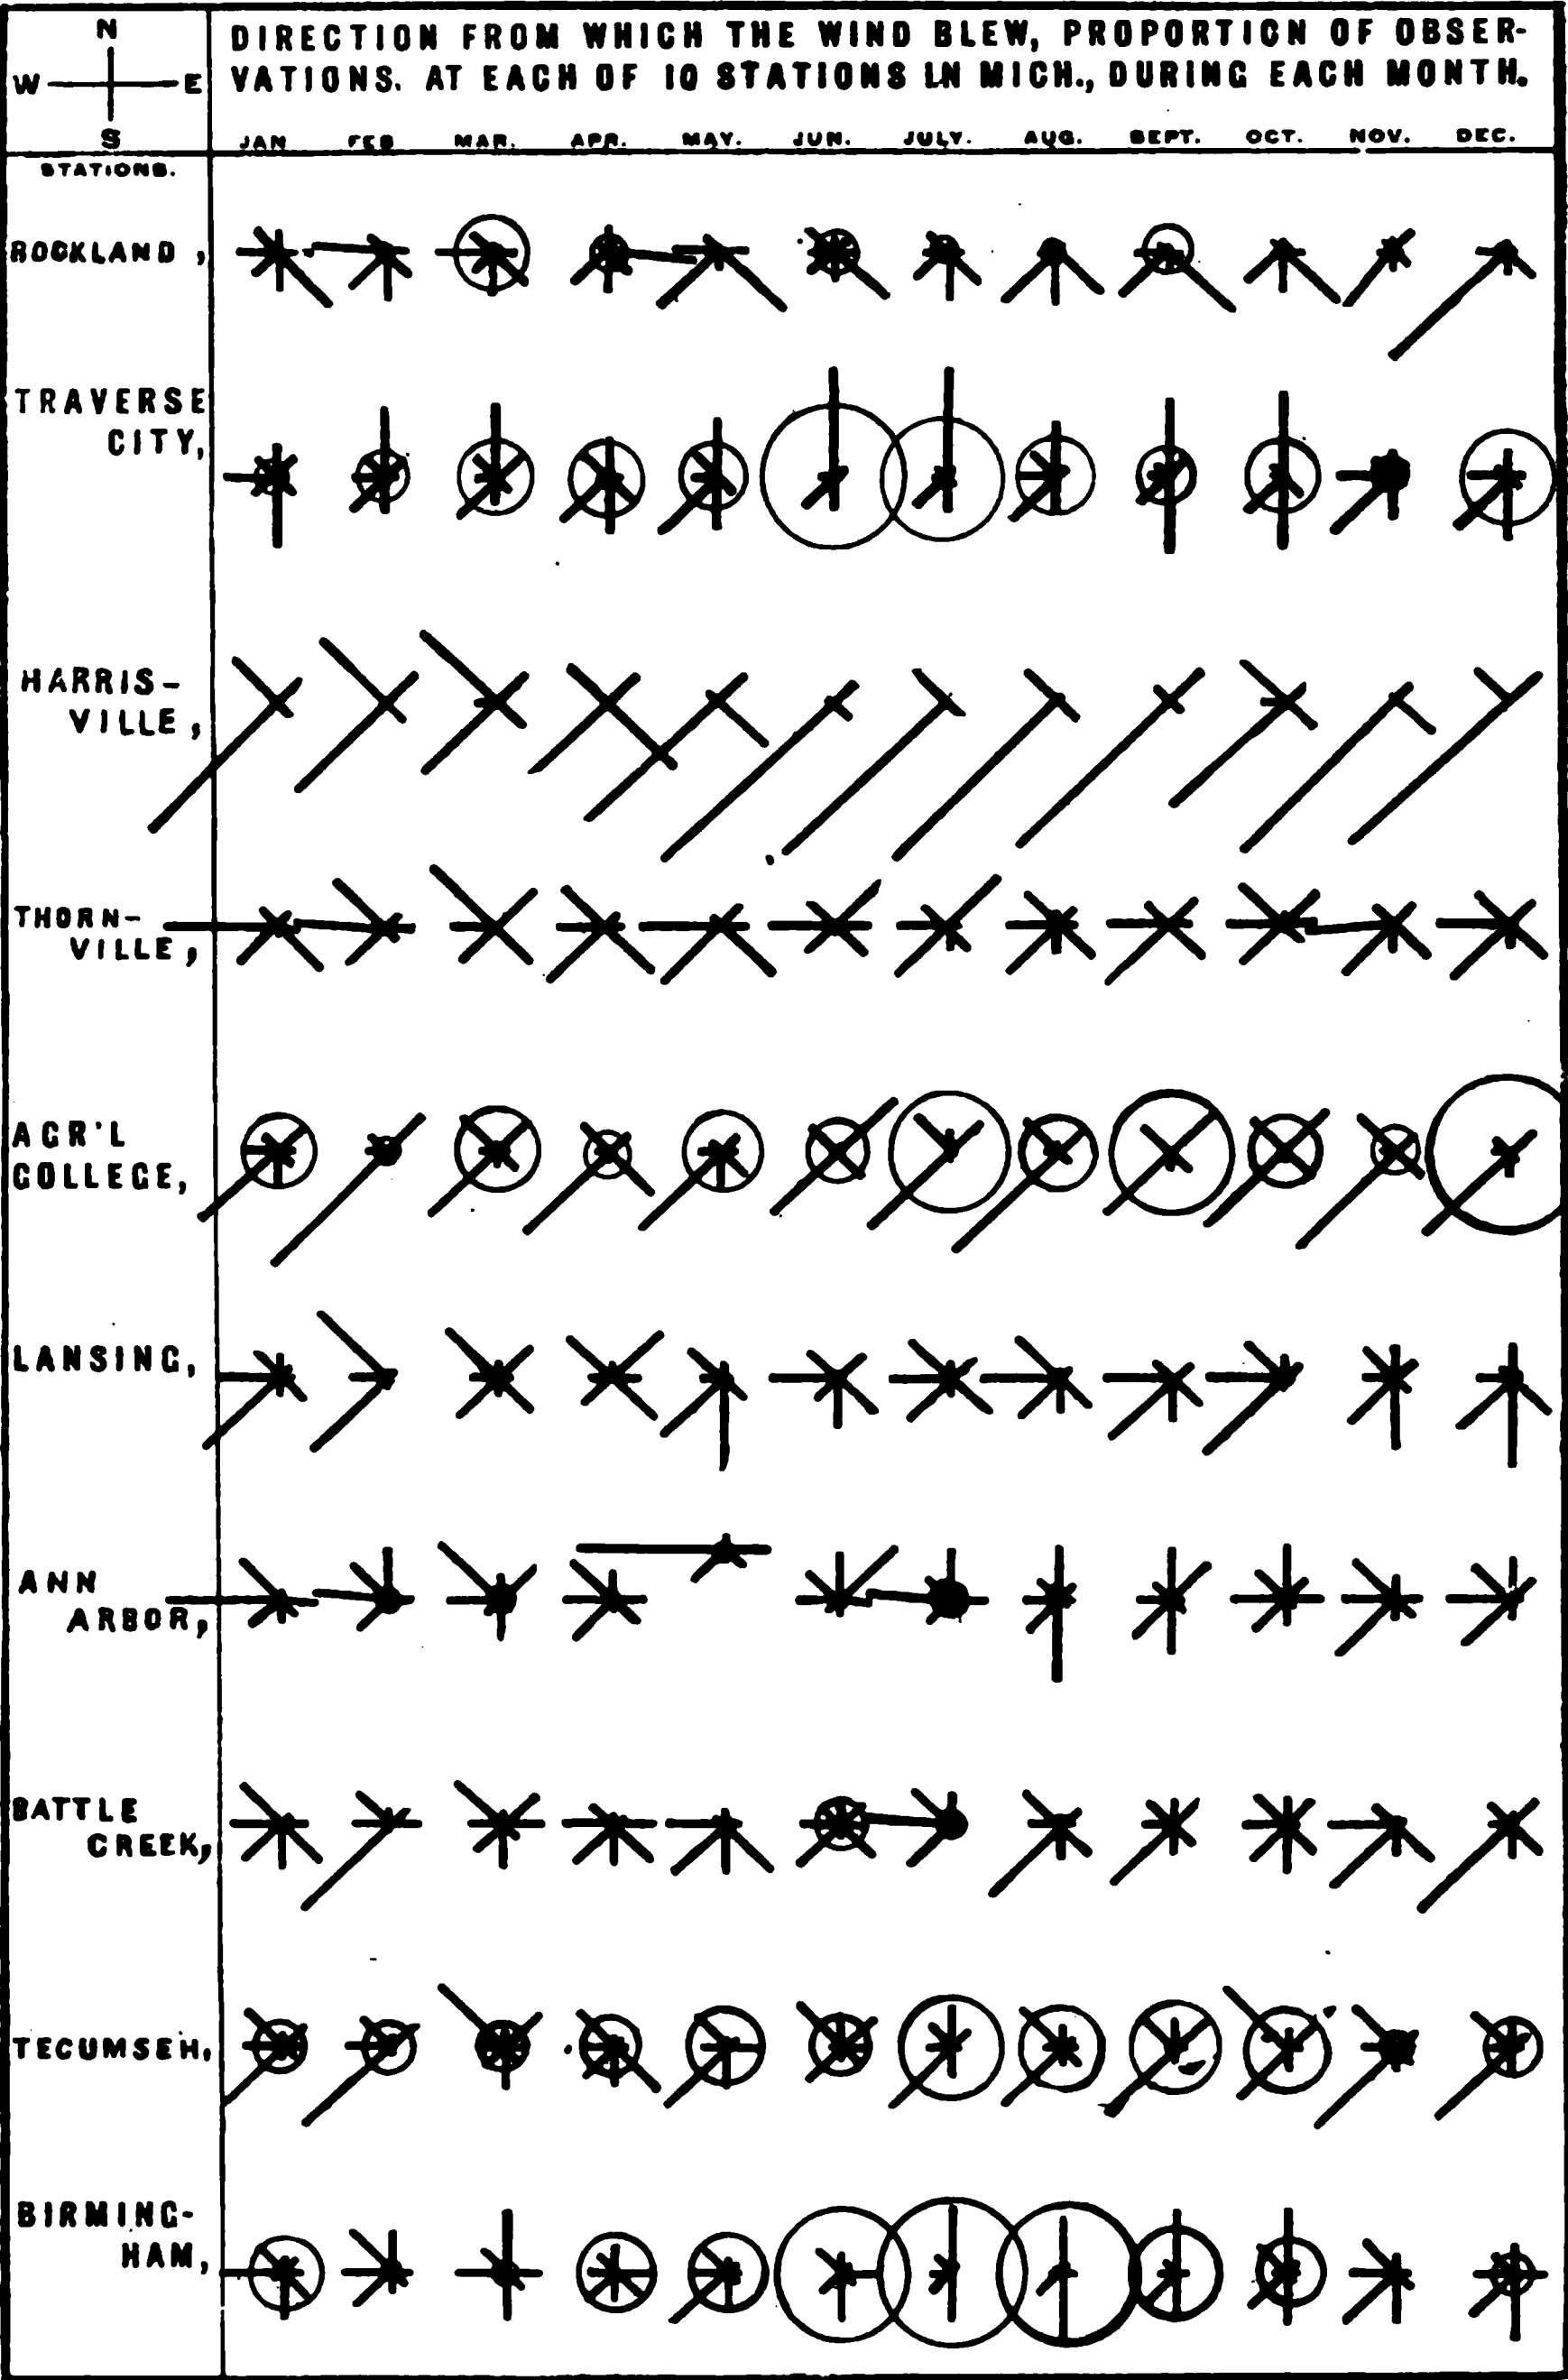 N
W E
S
DIRECTION FROM WHICH THE WIND BLEW, PROPORTION OF OBSER-
VATIONS. AT EACH OF 10 STATIONS IN MICH., DURING EACH MONTH.
JAN FEB MAR. APR. MAY. JUN. JULY. AUG. SEPT. OCT. NOV. DEC.
STATIONS.
ROCKLAND,
TRAVERSE
CITY,
HARRIS-
VILLE,
THORN-
VILLE,
AGR'L
COLLEGE,
LANSING,
ANN
ARBOR,
BATTLE
CREEK,
TECUMSEH,
BIRMING-
HAM,